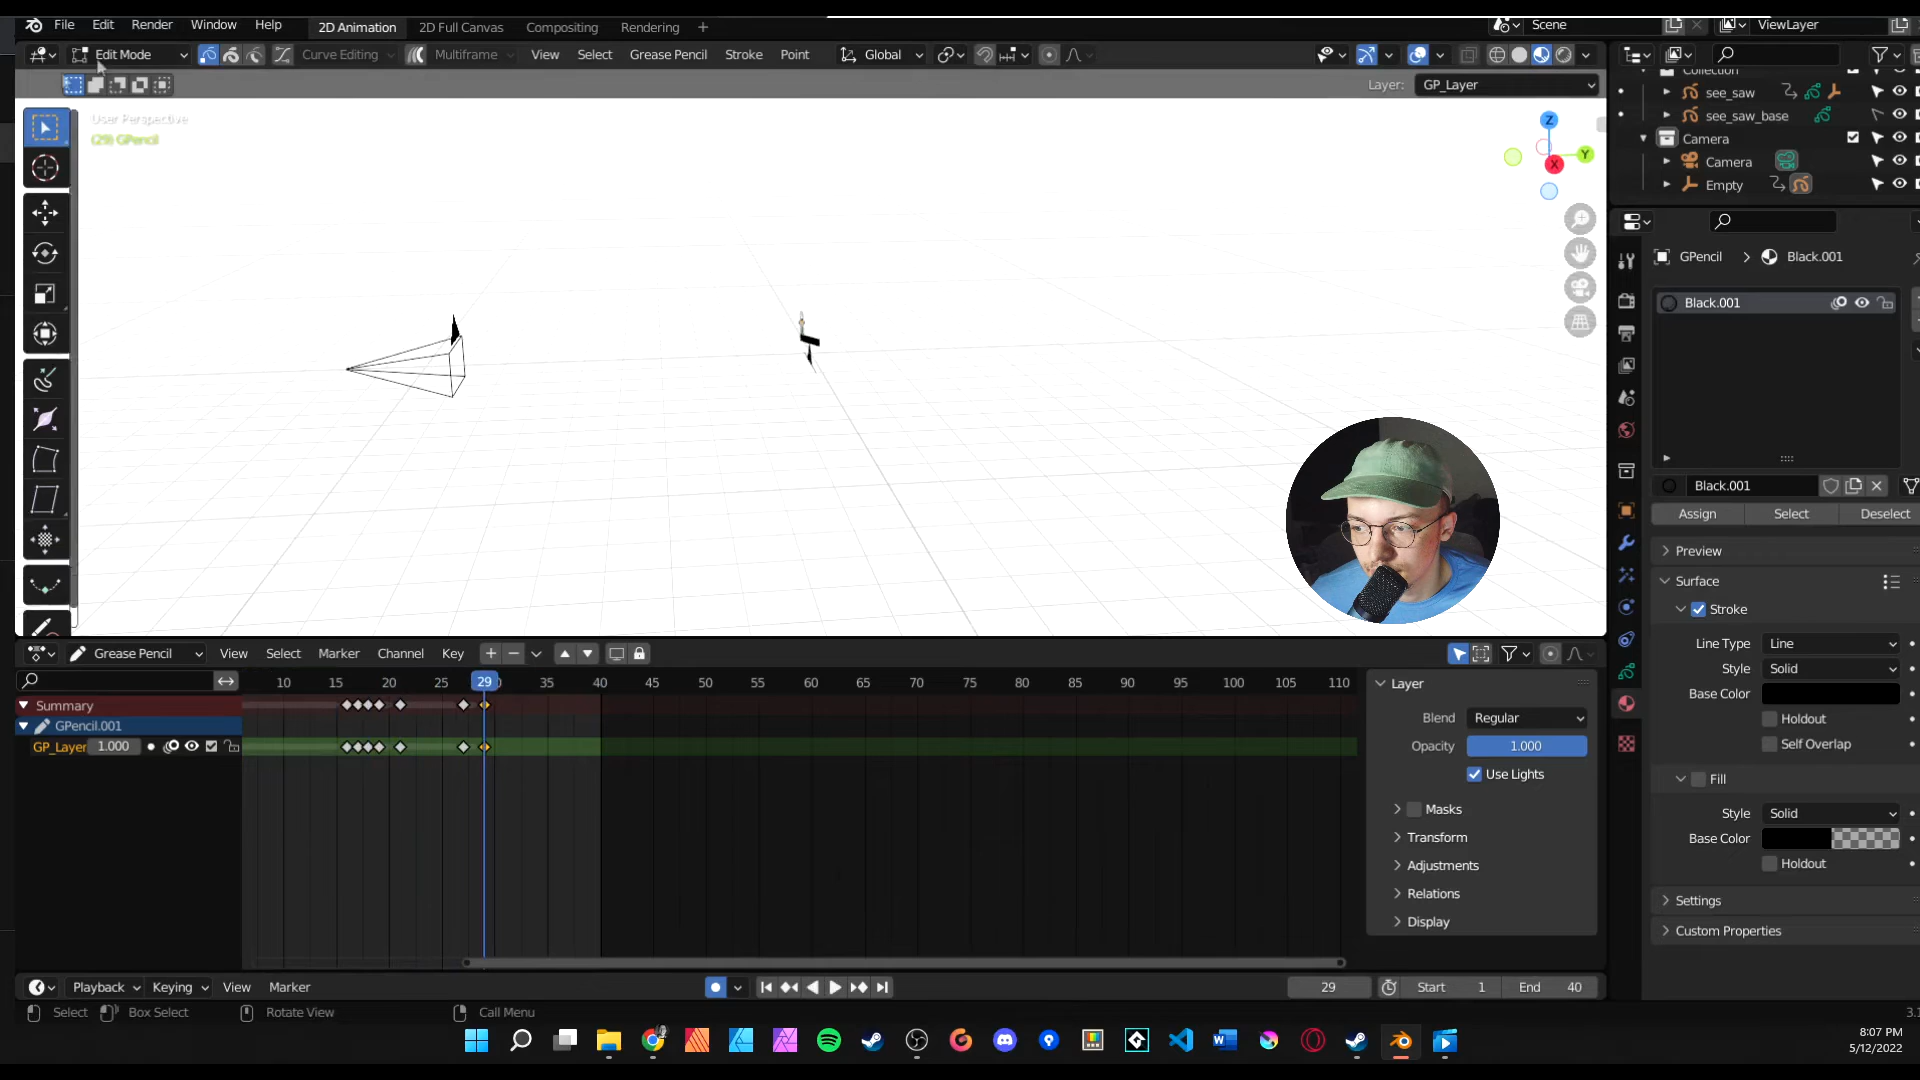 File Edit Render Window Help 2D Animation 2D Full Canvas Compositing Rendering + Scene ViewLayer
Edit Mode Curve Editing Multiframe View Select Grease Pencil Stroke Point Global
Layer: GP_Layer
User Perspective
(29) GPencil
Z
Y
X
Collection
see_saw
see_saw_base
Camera
Camera
Empty
GPencil > Black.001
Black.001
Black.001
Assign Select Deselect
Preview
Surface
Stroke
Line Type Line
Style Solid
Base Color
Holdout
Self Overlap
Fill
Style Solid
Base Color
Holdout
Settings
Custom Properties
Grease Pencil View Select Marker Channel Key
10 15 20 25 29 35 40 45 50 55 60 65 70 75 80 85 90 95 100 105 110
Summary
GPencil.001
GP_Layer 1.000
Layer
Blend Regular
Opacity 1.000
Use Lights
Masks
Transform
Adjustments
Relations
Display
Playback Keying View Marker 29 Start 1 End 40
Select Box Select Rotate View Call Menu 3.1
8:07 PM
5/12/2022